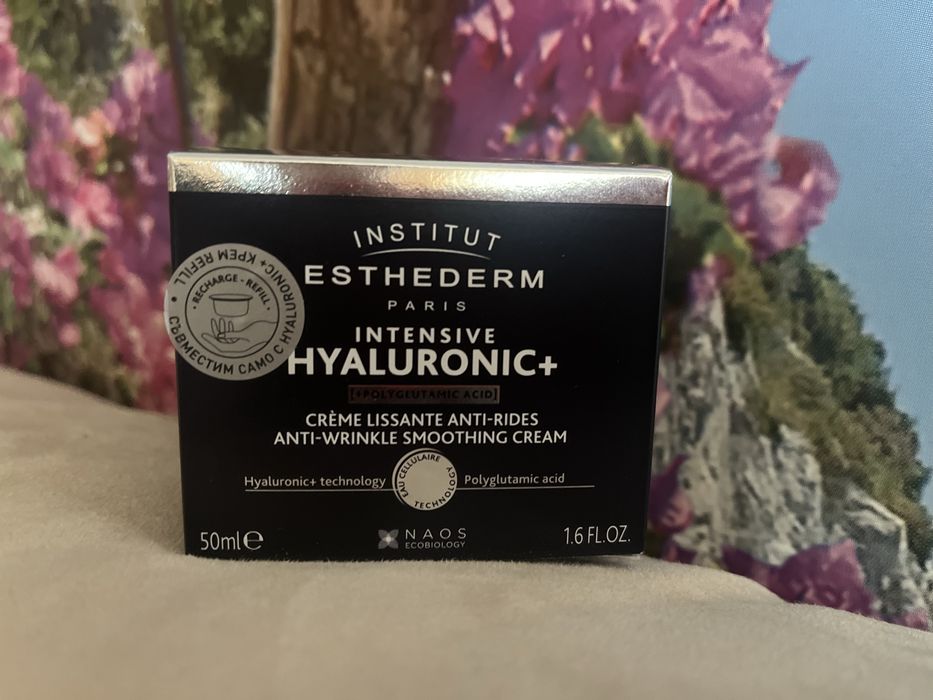 INSTITUT
ESTHEDERM
PARIS
INTENSIVE
HYALURONIC+
[+POLYGLUTAMIC ACID]
CRÈME LISSANTE ANTI-RIDES
ANTI-WRINKLE SMOOTHING CREAM
Hyaluronic+ technology
EAU CELLULAIRE
TECHNOLOGY
Polyglutamic acid
50ml℮
NAOS
ECOBIOLOGY
1.6 FL.OZ.
СЪВМЕСТИМ САМО С HYALURONIC+ КРЕМ REFILL •
• RECHARGE - REFILL •